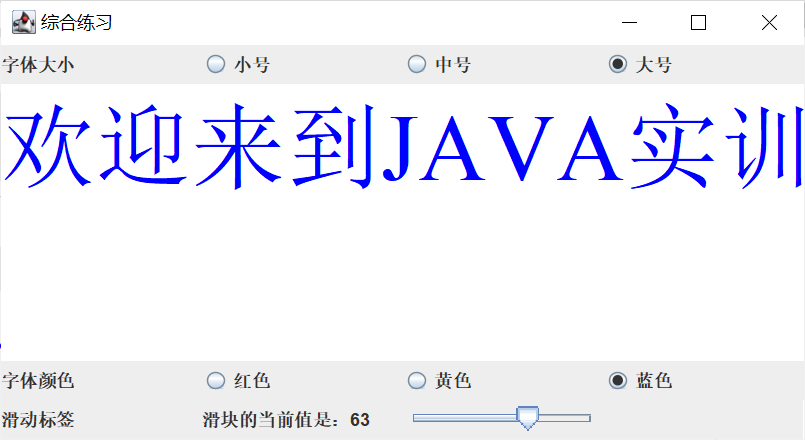 综合练习
字体大小 小号 中号 大号
欢迎来到JAVA实训
字体颜色 红色 黄色 蓝色
滑动标签 滑块的当前值是：63